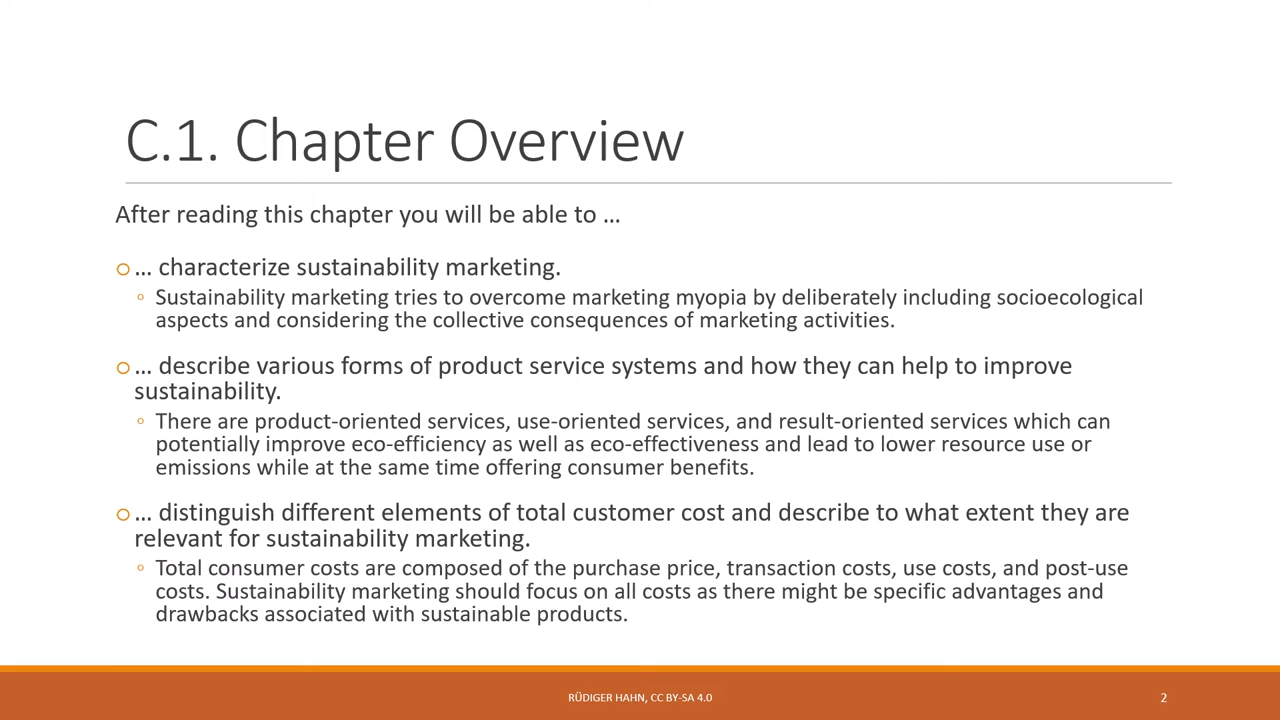 C.1. Chapter Overview
After reading this chapter you will be able to …
o … characterize sustainability marketing.
◦ Sustainability marketing tries to overcome marketing myopia by deliberately including socioecological
aspects and considering the collective consequences of marketing activities.
o … describe various forms of product service systems and how they can help to improve
sustainability.
◦ There are product-oriented services, use-oriented services, and result-oriented services which can
potentially improve eco-efficiency as well as eco-effectiveness and lead to lower resource use or
emissions while at the same time offering consumer benefits.
o … distinguish different elements of total customer cost and describe to what extent they are
relevant for sustainability marketing.
◦ Total consumer costs are composed of the purchase price, transaction costs, use costs, and post-use
costs. Sustainability marketing should focus on all costs as there might be specific advantages and
drawbacks associated with sustainable products.
RÜDIGER HAHN, CC BY-SA 4.0
2